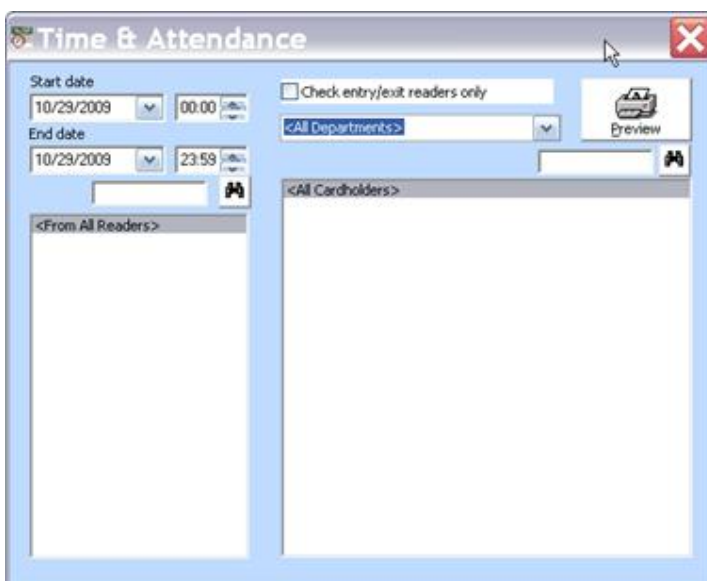 Time & Attendance
Start date
10/29/2009
00:00
End date
10/29/2009
23:59
<From All Readers>
Check entry/exit readers only
<All Departments>
Preview
<All Cardholders>